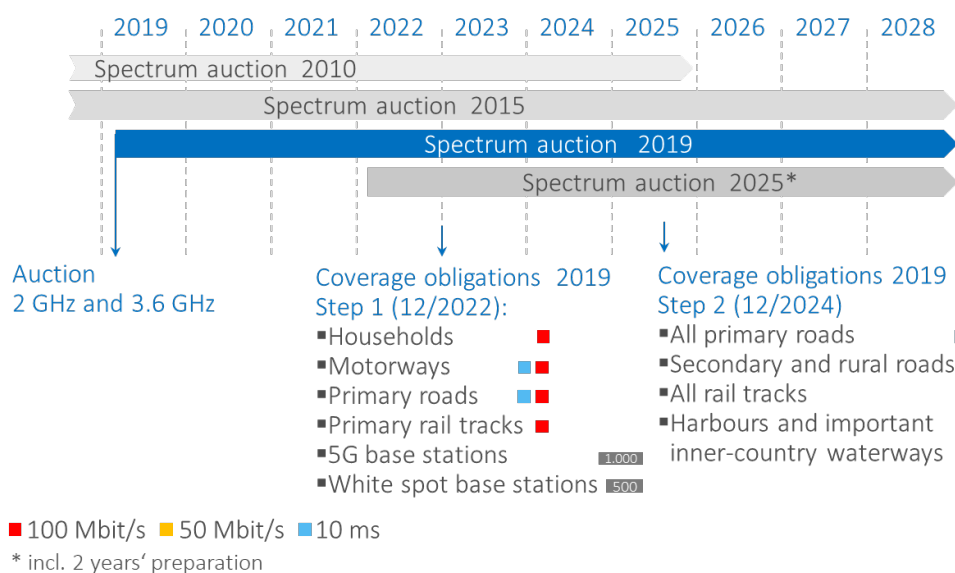 2019 2020 2021 2022 2023 2024 2025 2026 2027 2028
Spectrum auction 2010
Spectrum auction 2015
Spectrum auction 2019
Spectrum auction 2025*
Auction
2 GHz and 3.6 GHz
Coverage obligations 2019
Step 1 (12/2022):
▪Households
▪Motorways
▪Primary roads
▪Primary rail tracks
▪5G base stations 1.000
▪White spot base stations 500
Coverage obligations 2019
Step 2 (12/2024)
▪All primary roads
▪Secondary and rural roads
▪All rail tracks
▪Harbours and important
inner-country waterways
100 Mbit/s 50 Mbit/s 10 ms
* incl. 2 years‘ preparation